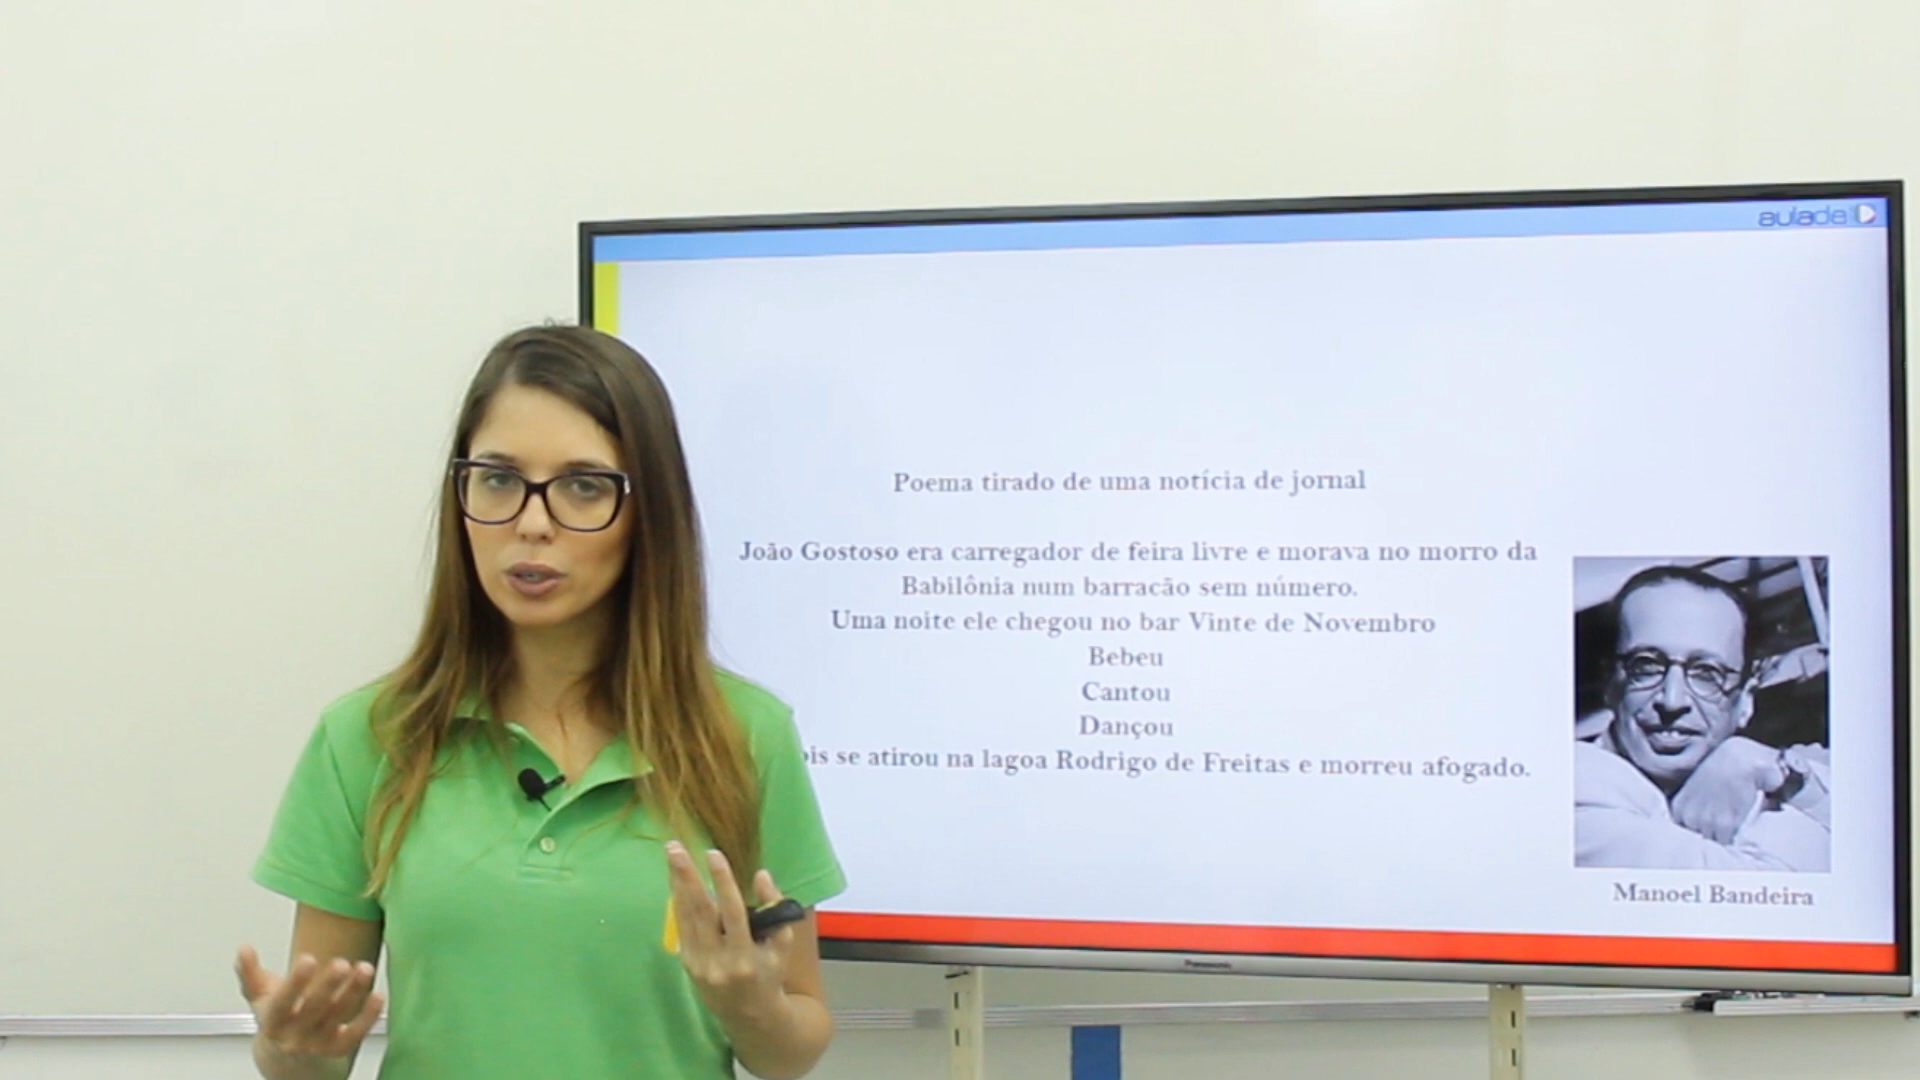 aulade
Poema tirado de uma notícia de jornal
João Gostoso era carregador de feira livre e morava no morro da
Babilônia num barracão sem número.
Uma noite ele chegou no bar Vinte de Novembro
Bebeu
Cantou
Dançou
se atirou na lagoa Rodrigo de Freitas e morreu afogado.
Manoel Bandeira
Panasonic